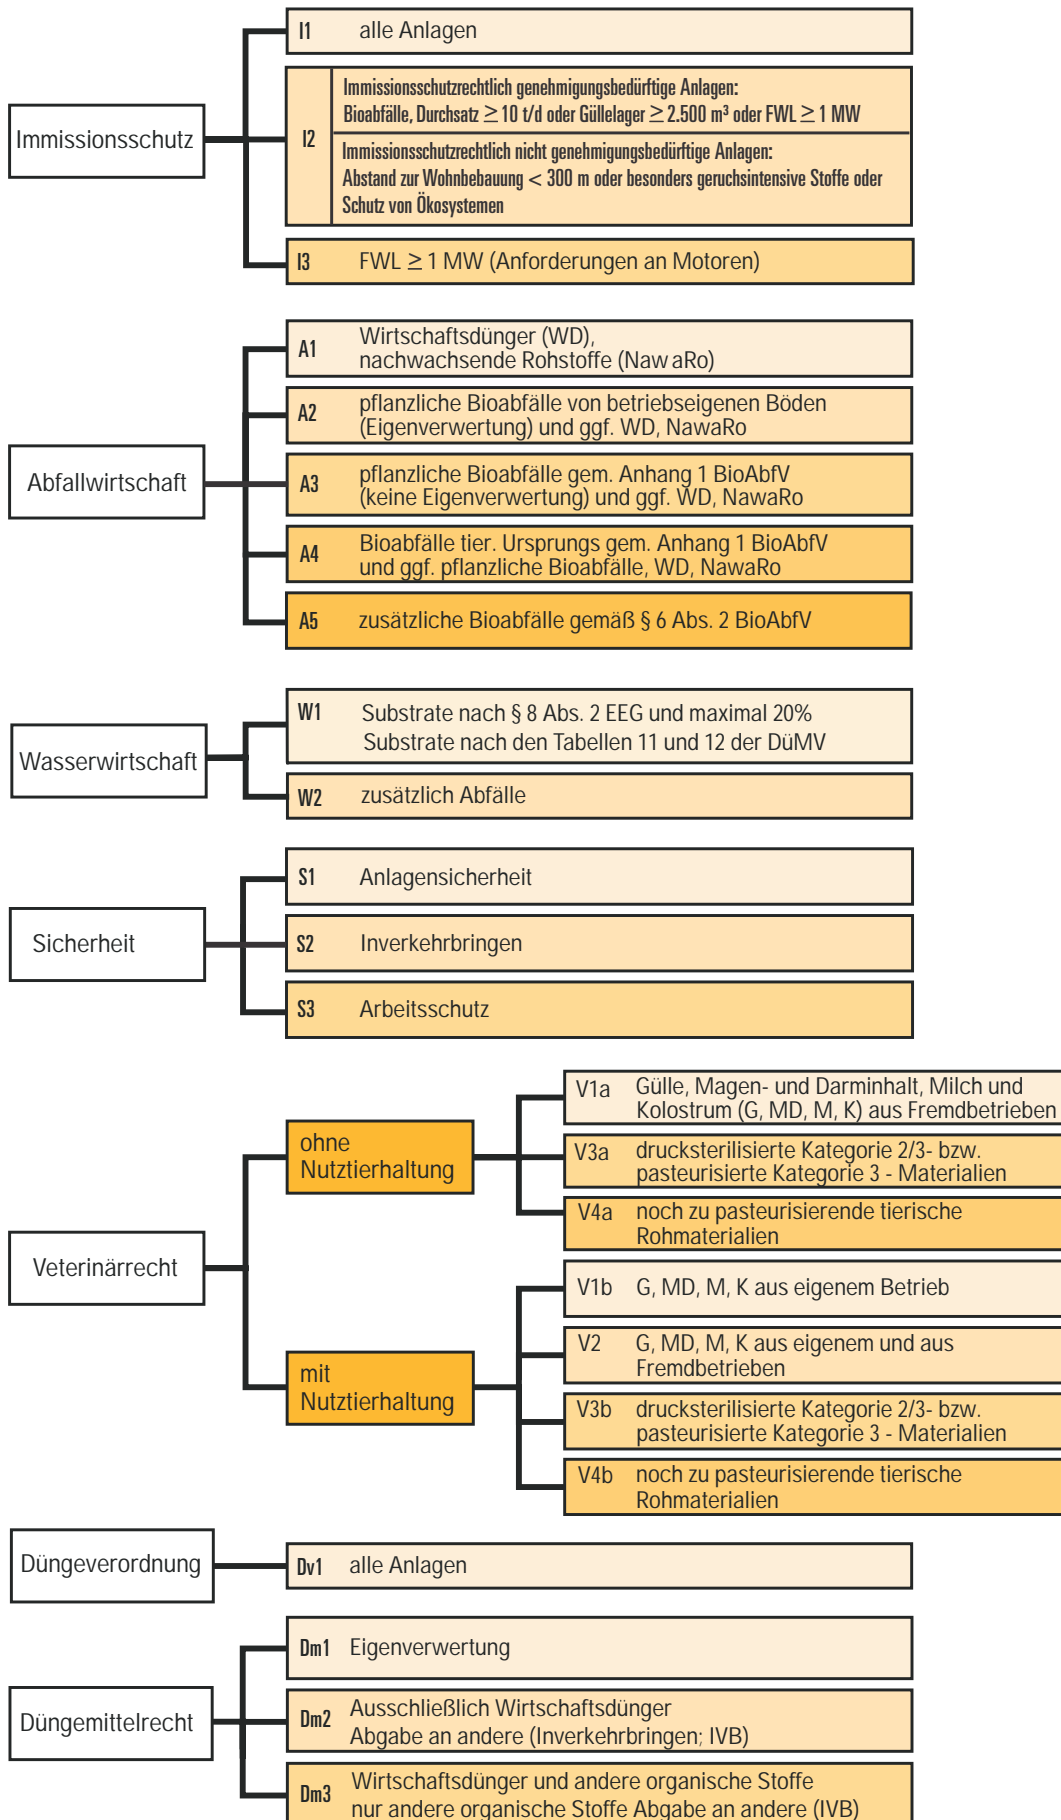 Immissionsschutz
I1 alle Anlagen
I2
Immissionsschutzrechtlich genehmigungsbedürftige Anlagen:
Bioabfälle, Durchsatz ≥ 10 t/d oder Güllelager ≥ 2.500 m³ oder FWL ≥ 1 MW
Immissionsschutzrechtlich nicht genehmigungsbedürftige Anlagen:
Abstand zur Wohnbebauung < 300 m oder besonders geruchsintensive Stoffe oder
Schutz von Ökosystemen
I3 FWL ≥ 1 MW (Anforderungen an Motoren)
Abfallwirtschaft
A1 Wirtschaftsdünger (WD),
nachwachsende Rohstoffe (NawaRo)
A2 pflanzliche Bioabfälle von betriebseigenen Böden
(Eigenverwertung) und ggf. WD, NawaRo
A3 pflanzliche Bioabfälle gem. Anhang 1 BioAbfV
(keine Eigenverwertung) und ggf. WD, NawaRo
A4 Bioabfälle tier. Ursprungs gem. Anhang 1 BioAbfV
und ggf. pflanzliche Bioabfälle, WD, NawaRo
A5 zusätzliche Bioabfälle gemäß § 6 Abs. 2 BioAbfV
Wasserwirtschaft
W1 Substrate nach § 8 Abs. 2 EEG und maximal 20%
Substrate nach den Tabellen 11 und 12 der DüMV
W2 zusätzlich Abfälle
Sicherheit
S1 Anlagensicherheit
S2 Inverkehrbringen
S3 Arbeitsschutz
Veterinärrecht
ohne
Nutztierhaltung
V1a Gülle, Magen- und Darminhalt, Milch und
Kolostrum (G, MD, M, K) aus Fremdbetrieben
V3a drucksterilisierte Kategorie 2/3- bzw.
pasteurisierte Kategorie 3 - Materialien
V4a noch zu pasteurisierende tierische
Rohmaterialien
mit
Nutztierhaltung
V1b G, MD, M, K aus eigenem Betrieb
V2 G, MD, M, K aus eigenem und aus
Fremdbetrieben
V3b drucksterilisierte Kategorie 2/3- bzw.
pasteurisierte Kategorie 3 - Materialien
V4b noch zu pasteurisierende tierische
Rohmaterialien
Düngeverordnung
Dv1 alle Anlagen
Düngemittelrecht
Dm1 Eigenverwertung
Dm2 Ausschließlich Wirtschaftsdünger
Abgabe an andere (Inverkehrbringen; IVB)
Dm3 Wirtschaftsdünger und andere organische Stoffe
nur andere organische Stoffe Abgabe an andere (IVB)